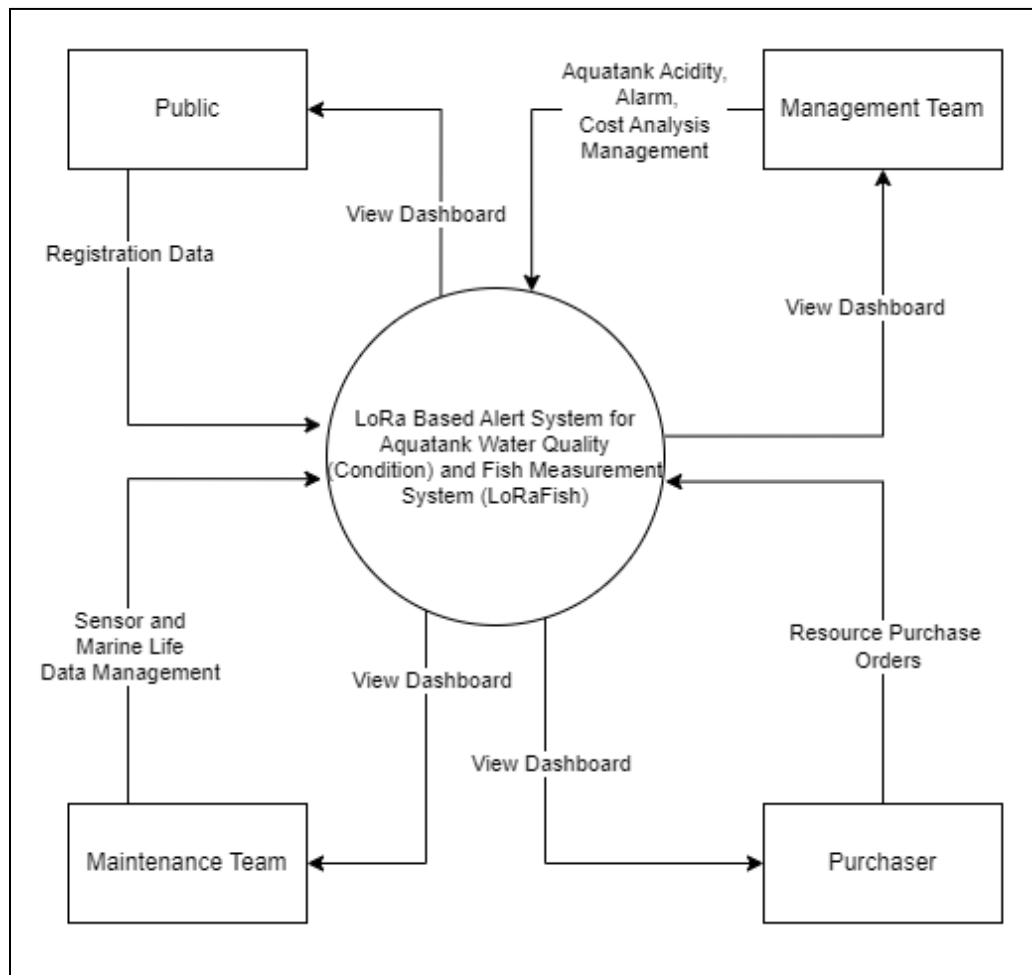 Public
Aquatank Acidity,
Alarm,
Cost Analysis
Management
Management Team
View Dashboard
Registration Data
View Dashboard
LoRa Based Alert System for
Aquatank Water Quality
(Condition) and Fish Measurement
System (LoRaFish)
Sensor and
Marine Life
Data Management
View Dashboard
Resource Purchase
Orders
View Dashboard
Maintenance Team
Purchaser